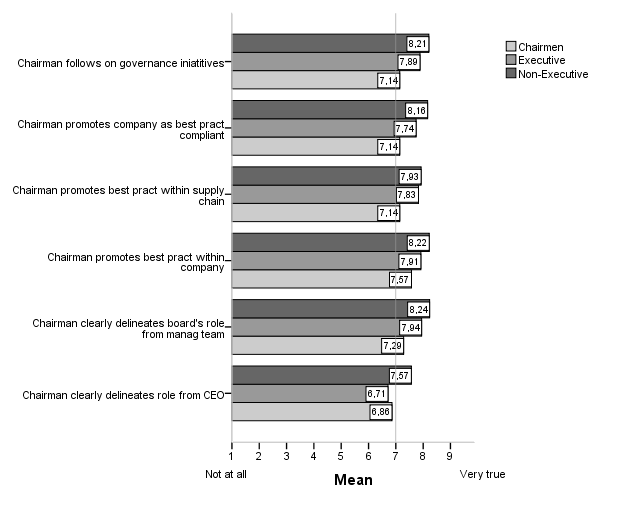 Chairmen
Executive
Non-Executive
Chairman follows on governance iniatitives
8,21
7,89
7,14
Chairman promotes company as best pract
compliant
8,16
7,74
7,14
Chairman promotes best pract within supply
chain
7,93
7,83
7,14
Chairman promotes best pract within
company
8,22
7,91
7,57
Chairman clearly delineates board's role
from manag team
8,24
7,94
7,29
Chairman clearly delineates role from CEO
7,57
6,71
6,86
1 2 3 4 5 6 7 8 9
Not at all Very true
Mean